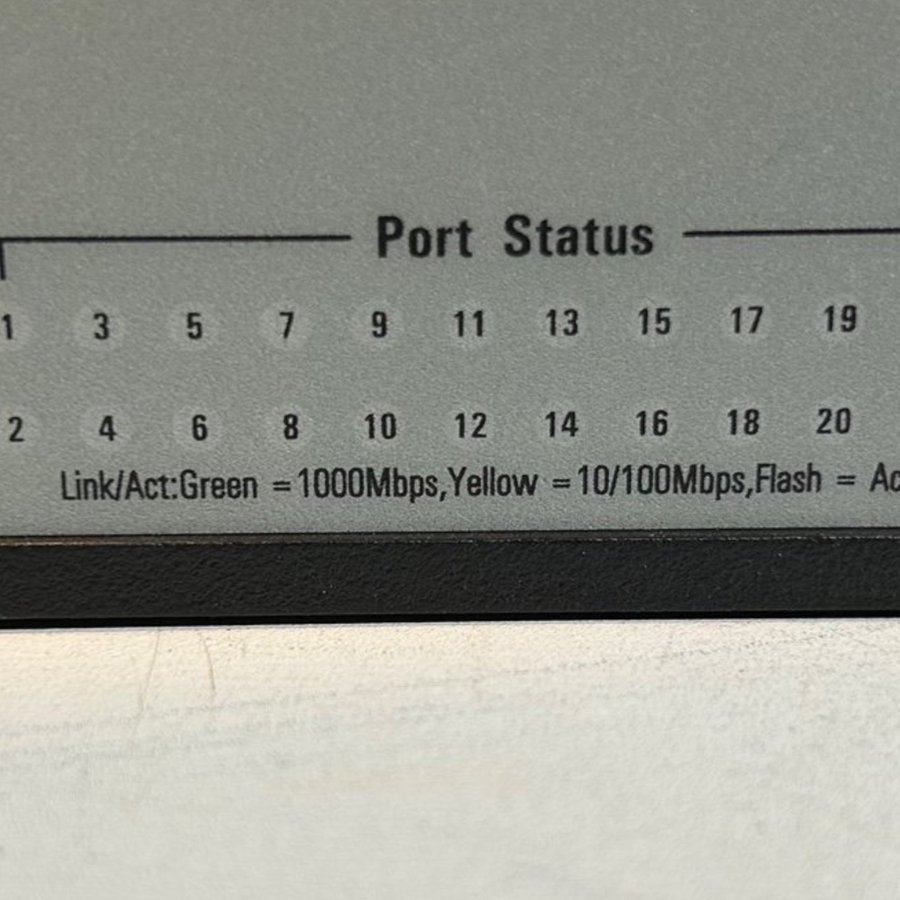 Port Status
1 3 5 7 9 11 13 15 17 19
2 4 6 8 10 12 14 16 18 20
Link/Act:Green =1000Mbps,Yellow =10/100Mbps,Flash =